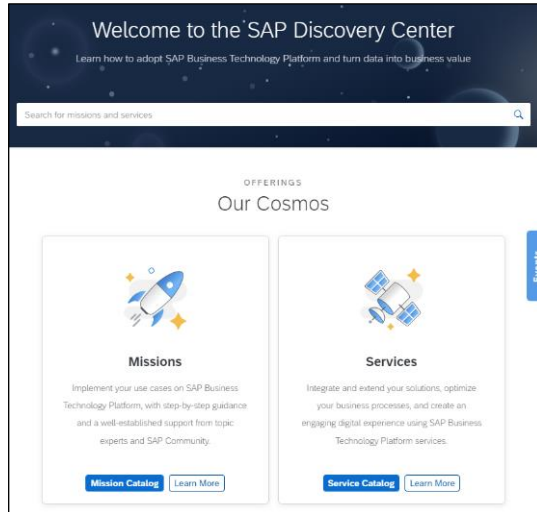 Welcome to the SAP Discovery Center
Learn how to adopt SAP Business Technology Platform and turn data into business value
Search for missions and services
OFFERINGS
Our Cosmos
Events
Missions
Implement your use cases on SAP Business
Technology Platform, with step-by-step guidance
and a well-established support from topic
experts and SAP Community.
Mission Catalog Learn More
Services
Integrate and extend your solutions, optimize
your business processes, and create an
engaging digital experience using SAP Business
Technology Platform services.
Service Catalog Learn More